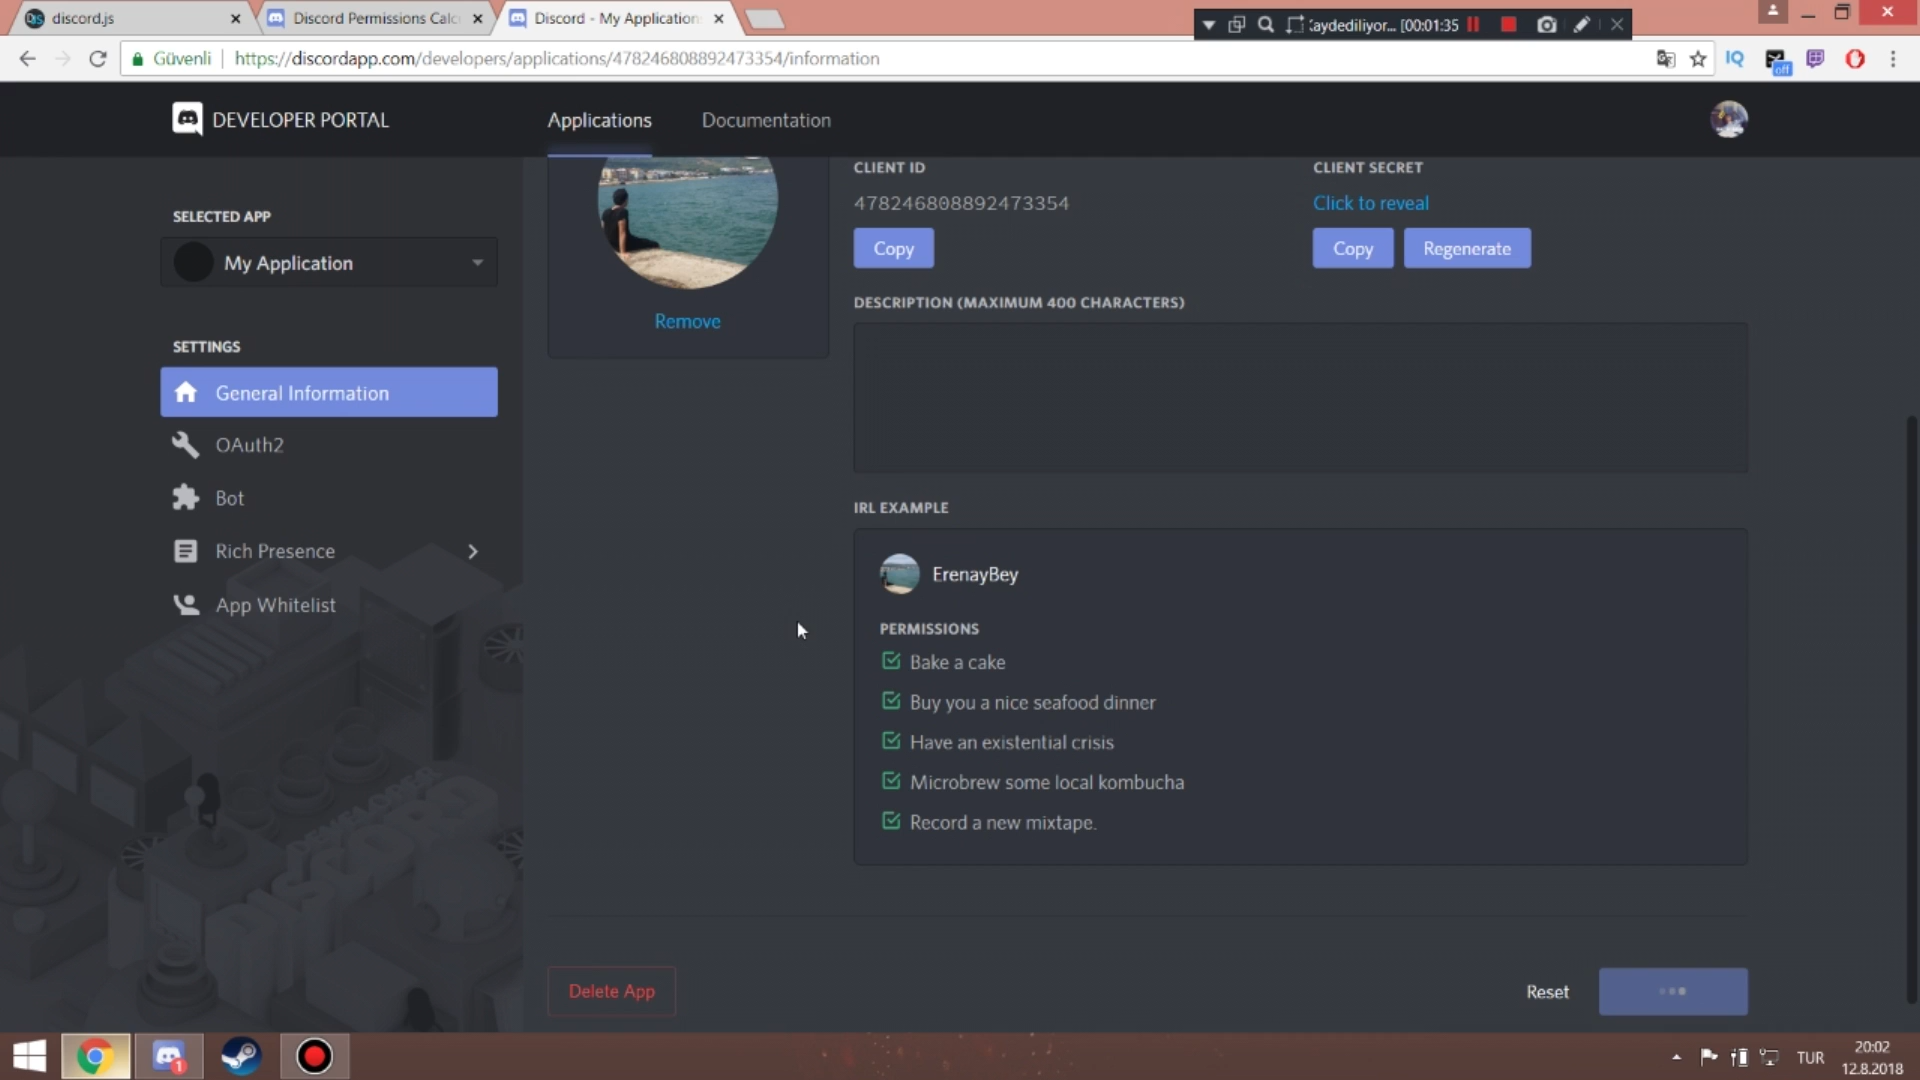 discord.js
Discord Permissions Calc
Discord - My Application
aydediliyor... [00:01:35
Güvenli
https://discordapp.com/developers/applications/478246808892473354/information
IQ
off
DEVELOPER PORTAL
Applications
Documentation
SELECTED APP
My Application
SETTINGS
General Information
OAuth2
Bot
Rich Presence
App Whitelist
Remove
CLIENT ID
478246808892473354
Copy
CLIENT SECRET
Click to reveal
Copy
Regenerate
DESCRIPTION (MAXIMUM 400 CHARACTERS)
IRL EXAMPLE
ErenayBey
PERMISSIONS
Bake a cake
Buy you a nice seafood dinner
Have an existential crisis
Microbrew some local kombucha
Record a new mixtape.
Delete App
Reset
1
TUR
20:02
12.8.2018